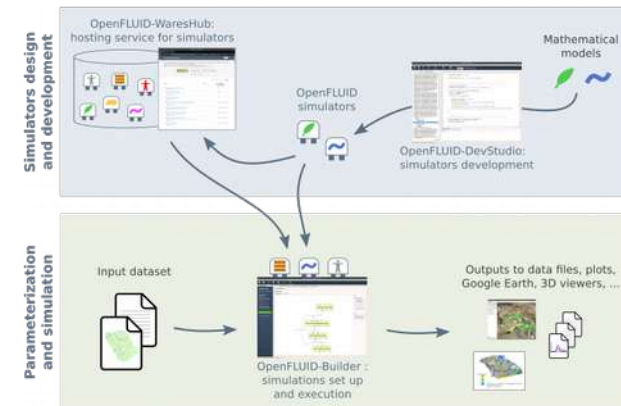 Simulators design
and development
OpenFLUID-WaresHub:
hosting service for simulators
OpenFLUID
simulators
Mathematical
models
OpenFLUID-DevStudio:
simulators development
Parameterization
and simulation
Input dataset
OpenFLUID-Builder :
simulations set up
and execution
Outputs to data files, plots,
Google Earth, 3D viewers, ...